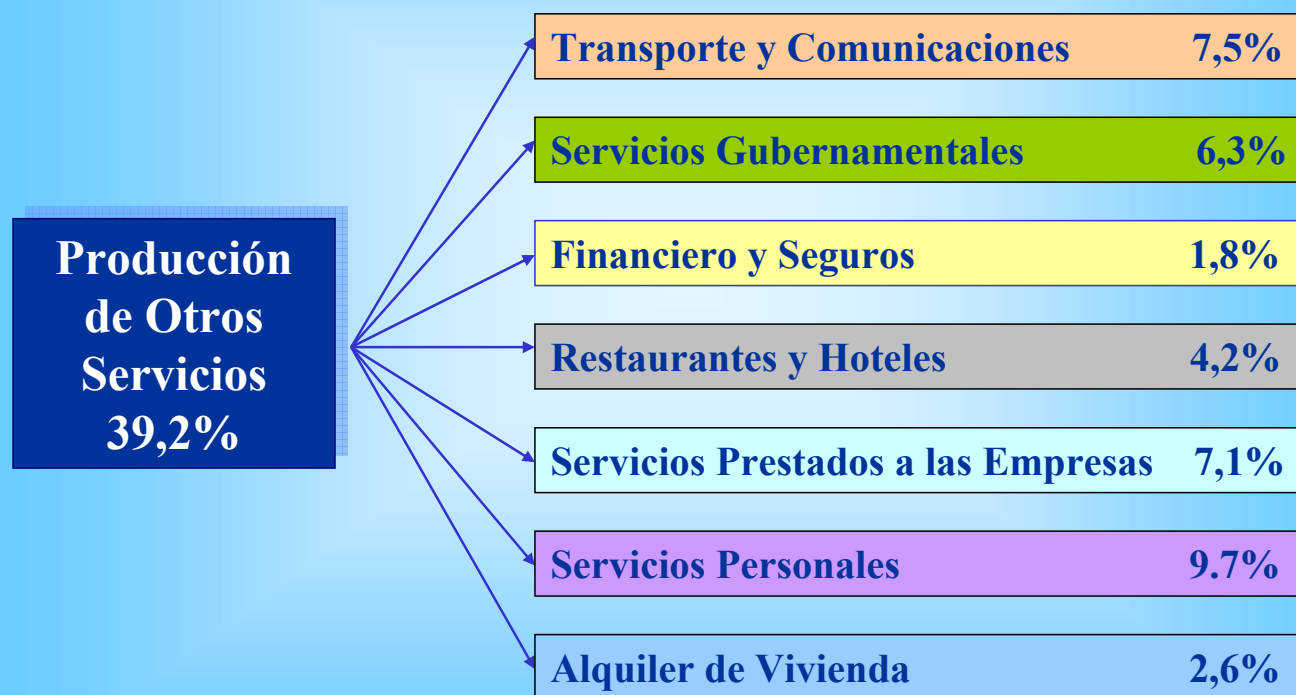 Producción
de Otros
Servicios
39,2%
Transporte y Comunicaciones 7,5%
Servicios Gubernamentales 6,3%
Financiero y Seguros 1,8%
Restaurantes y Hoteles 4,2%
Servicios Prestados a las Empresas 7,1%
Servicios Personales 9.7%
Alquiler de Vivienda 2,6%